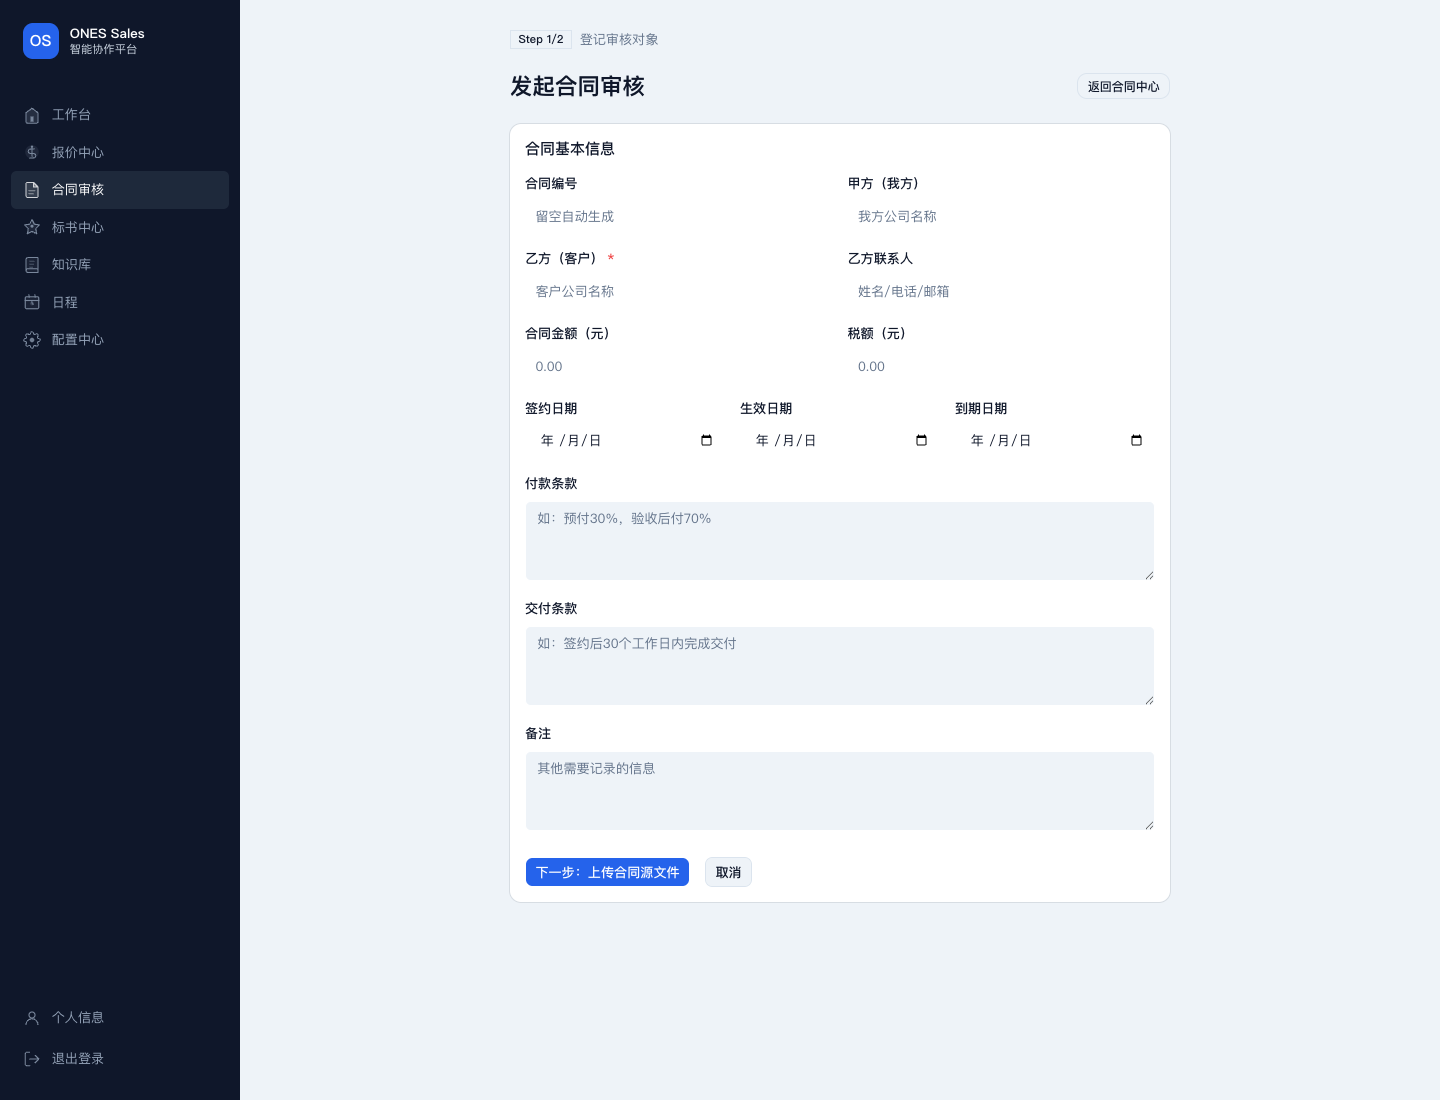 OS
ONES Sales
智能协作平台
工作台
报价中心
合同审核
标书中心
知识库
日程
配置中心
个人信息
退出登录
Step 1/2 登记审核对象
发起合同审核
返回合同中心
合同基本信息
合同编号 甲方（我方）
留空自动生成 我方公司名称
乙方（客户） * 乙方联系人
客户公司名称 姓名/电话/邮箱
合同金额（元） 税额（元）
0.00 0.00
签约日期 生效日期 到期日期
年 /月/日 年 /月/日 年 /月/日
付款条款
如：预付30%，验收后付70%
交付条款
如：签约后30个工作日内完成交付
备注
其他需要记录的信息
下一步：上传合同源文件 取消